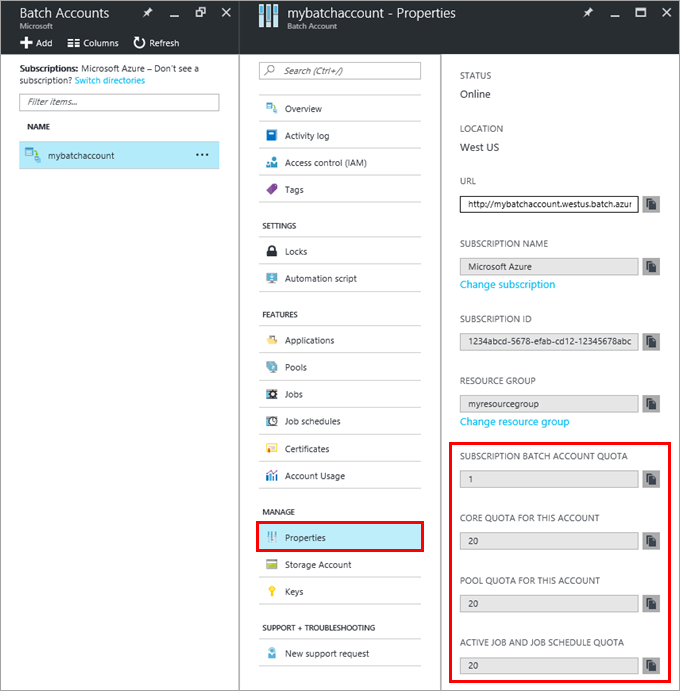 Batch Accounts
Microsoft
Add
Columns
Refresh
Subscriptions: Microsoft Azure – Don't see a
subscription? Switch directories
Filter items...
NAME
mybatchaccount
...
mybatchaccount - Properties
Batch Account
Search (Ctrl+/)
Overview
Activity log
Access control (IAM)
Tags
SETTINGS
Locks
Automation script
FEATURES
Applications
Pools
Jobs
Job schedules
Certificates
Account Usage
MANAGE
Properties
Storage Account
Keys
SUPPORT + TROUBLESHOOTING
New support request
STATUS
Online
LOCATION
West US
URL
http://mybatchaccount.westus.batch.azur
SUBSCRIPTION NAME
Microsoft Azure
Change subscription
SUBSCRIPTION ID
1234abcd-5678-efab-cd12-12345678abc
RESOURCE GROUP
myresourcegroup
Change resource group
SUBSCRIPTION BATCH ACCOUNT QUOTA
1
CORE QUOTA FOR THIS ACCOUNT
20
POOL QUOTA FOR THIS ACCOUNT
20
ACTIVE JOB AND JOB SCHEDULE QUOTA
20